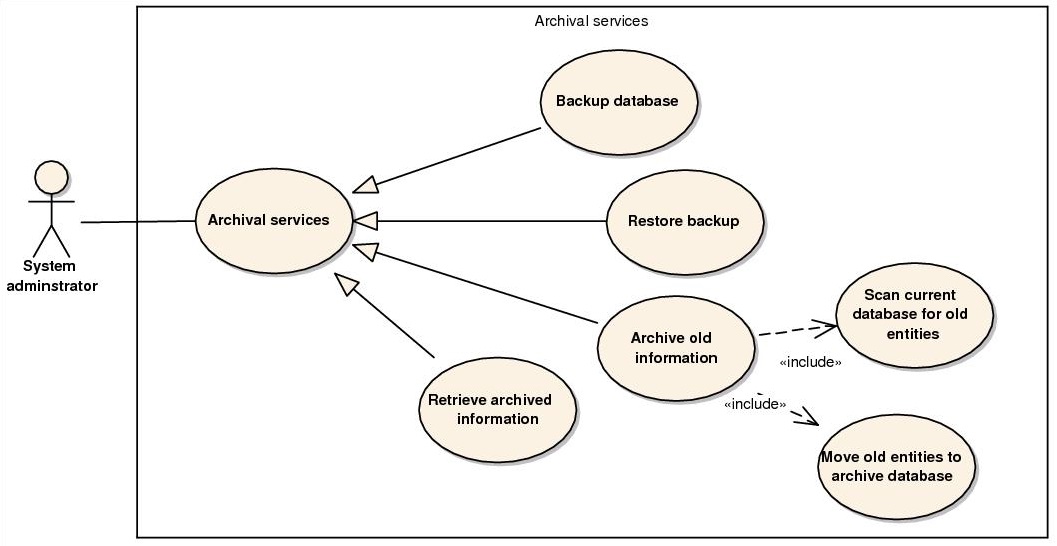 Archival services
Backup database
Archival services
Restore backup
System
adminstrator
Scan current
database for old
entities
Archive old
information
«include»
Retrieve archived
information
«include»
Move old entities to
archive database